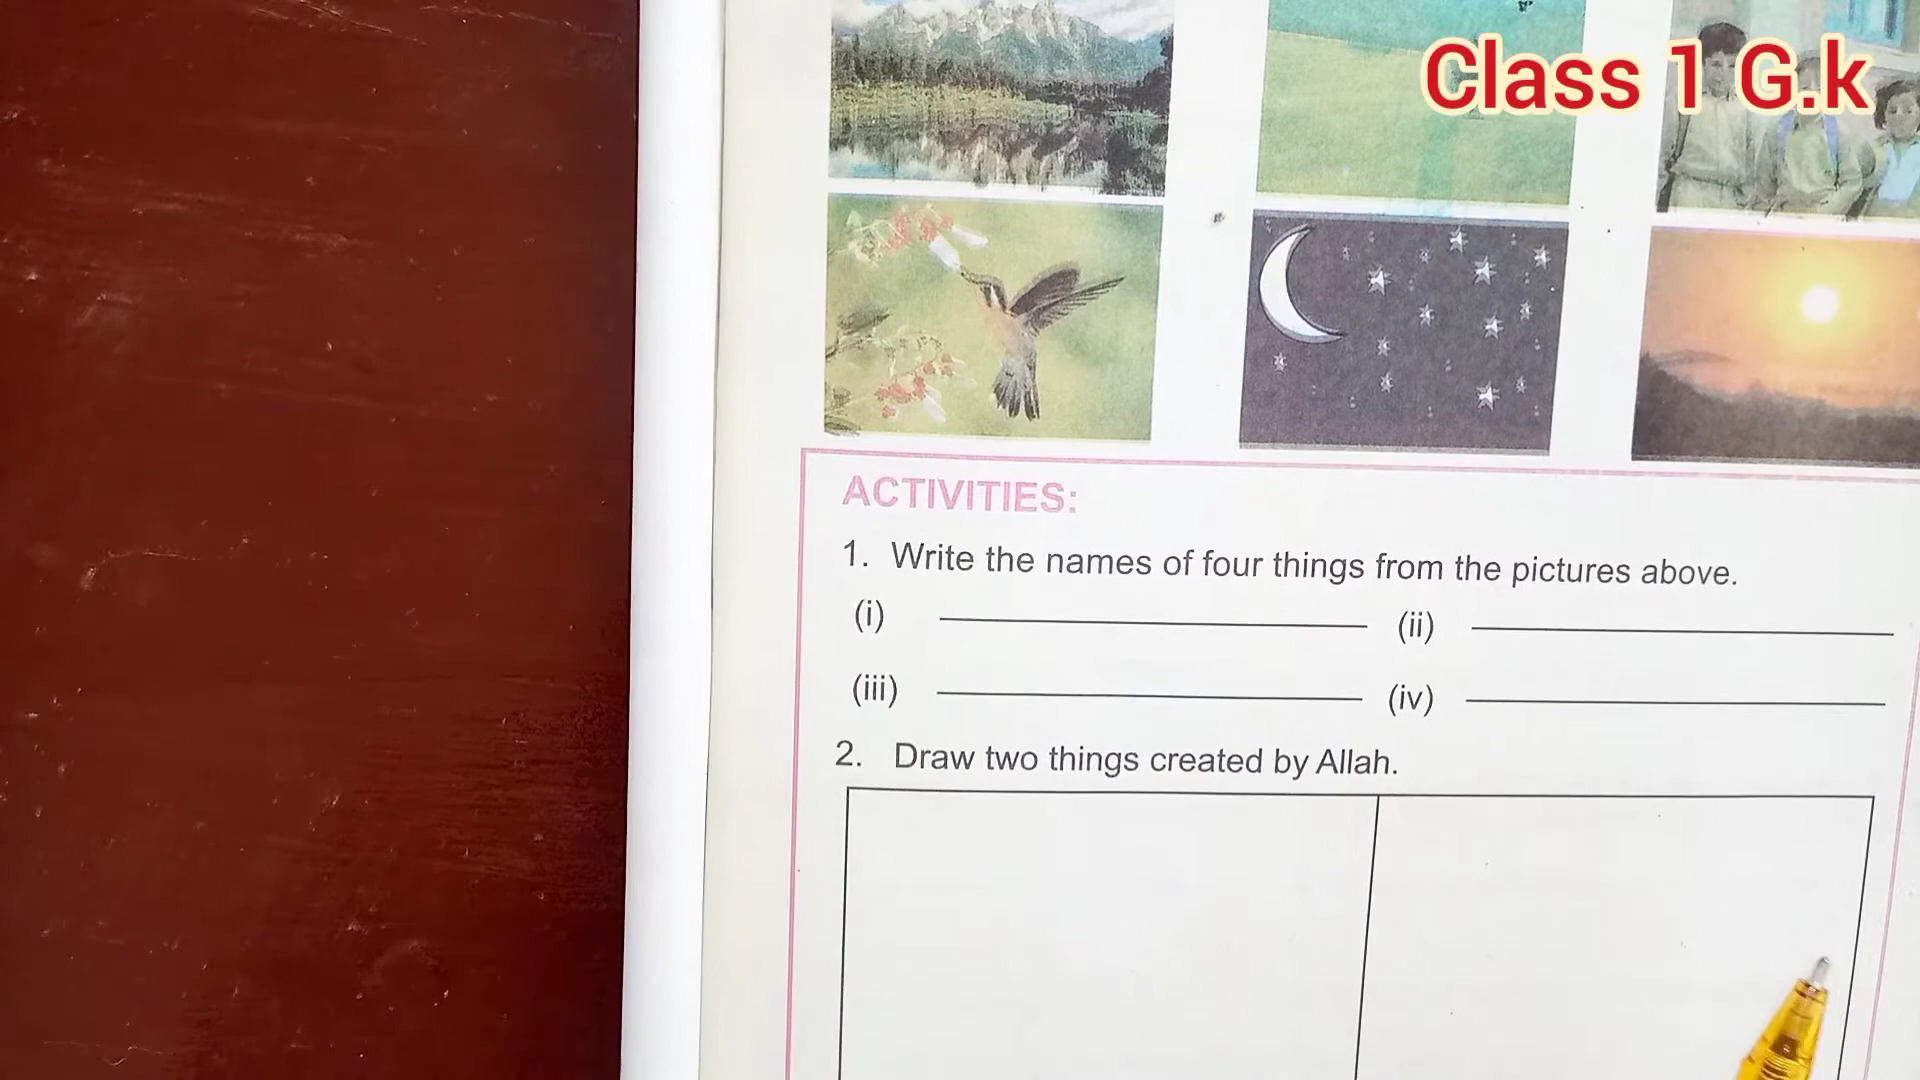 Class 1 G.k
ACTIVITIES:
1. Write the names of four things from the pictures above.
(i) (ii)
(iii) (iv)
2. Draw two things created by Allah.